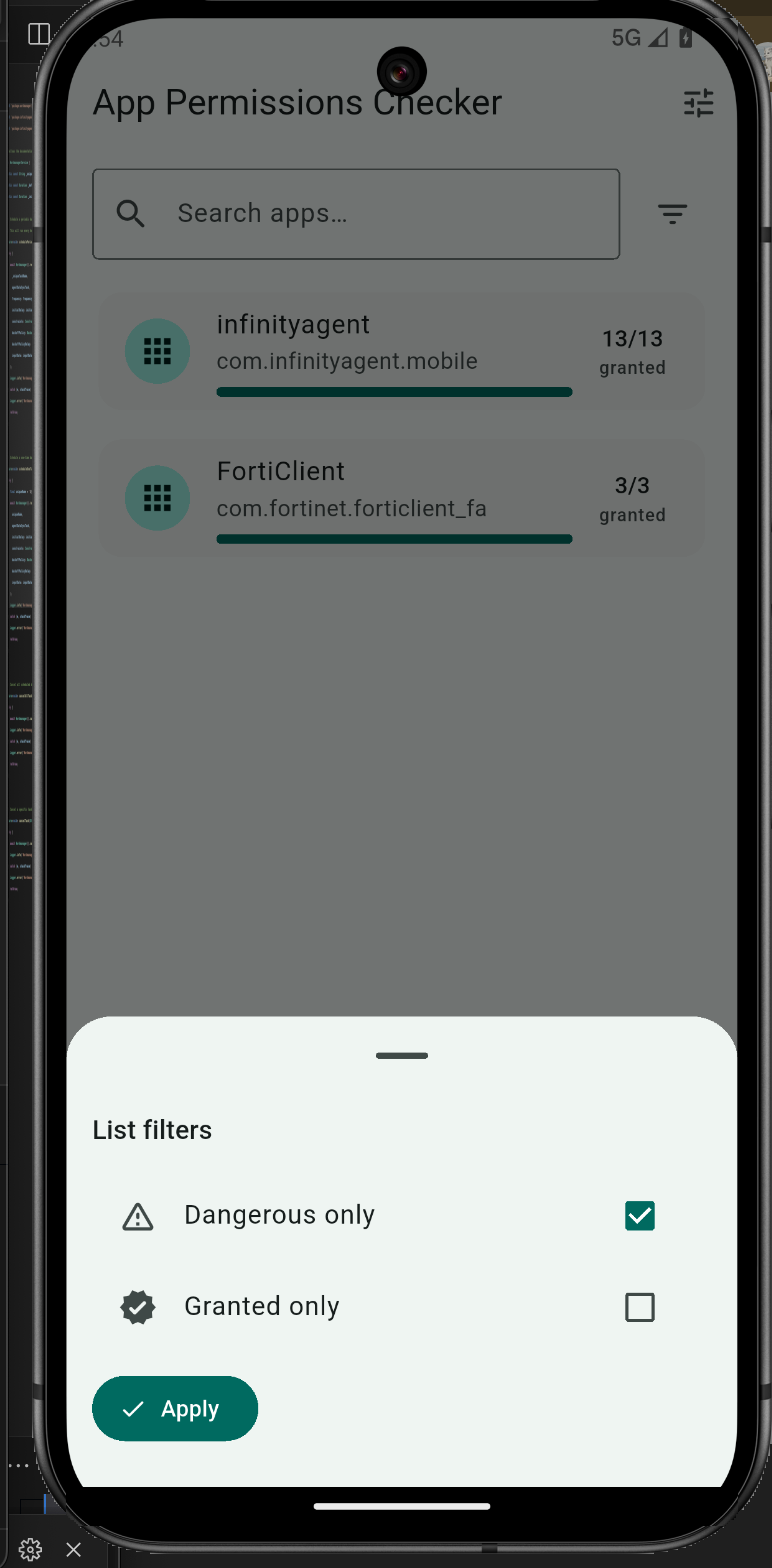 :54
5G
App Permissions Checker
Search apps…
infinityagent
com.infinityagent.mobile
13/13
granted
FortiClient
com.fortinet.forticlient_fa
3/3
granted
List filters
Dangerous only
Granted only
Apply